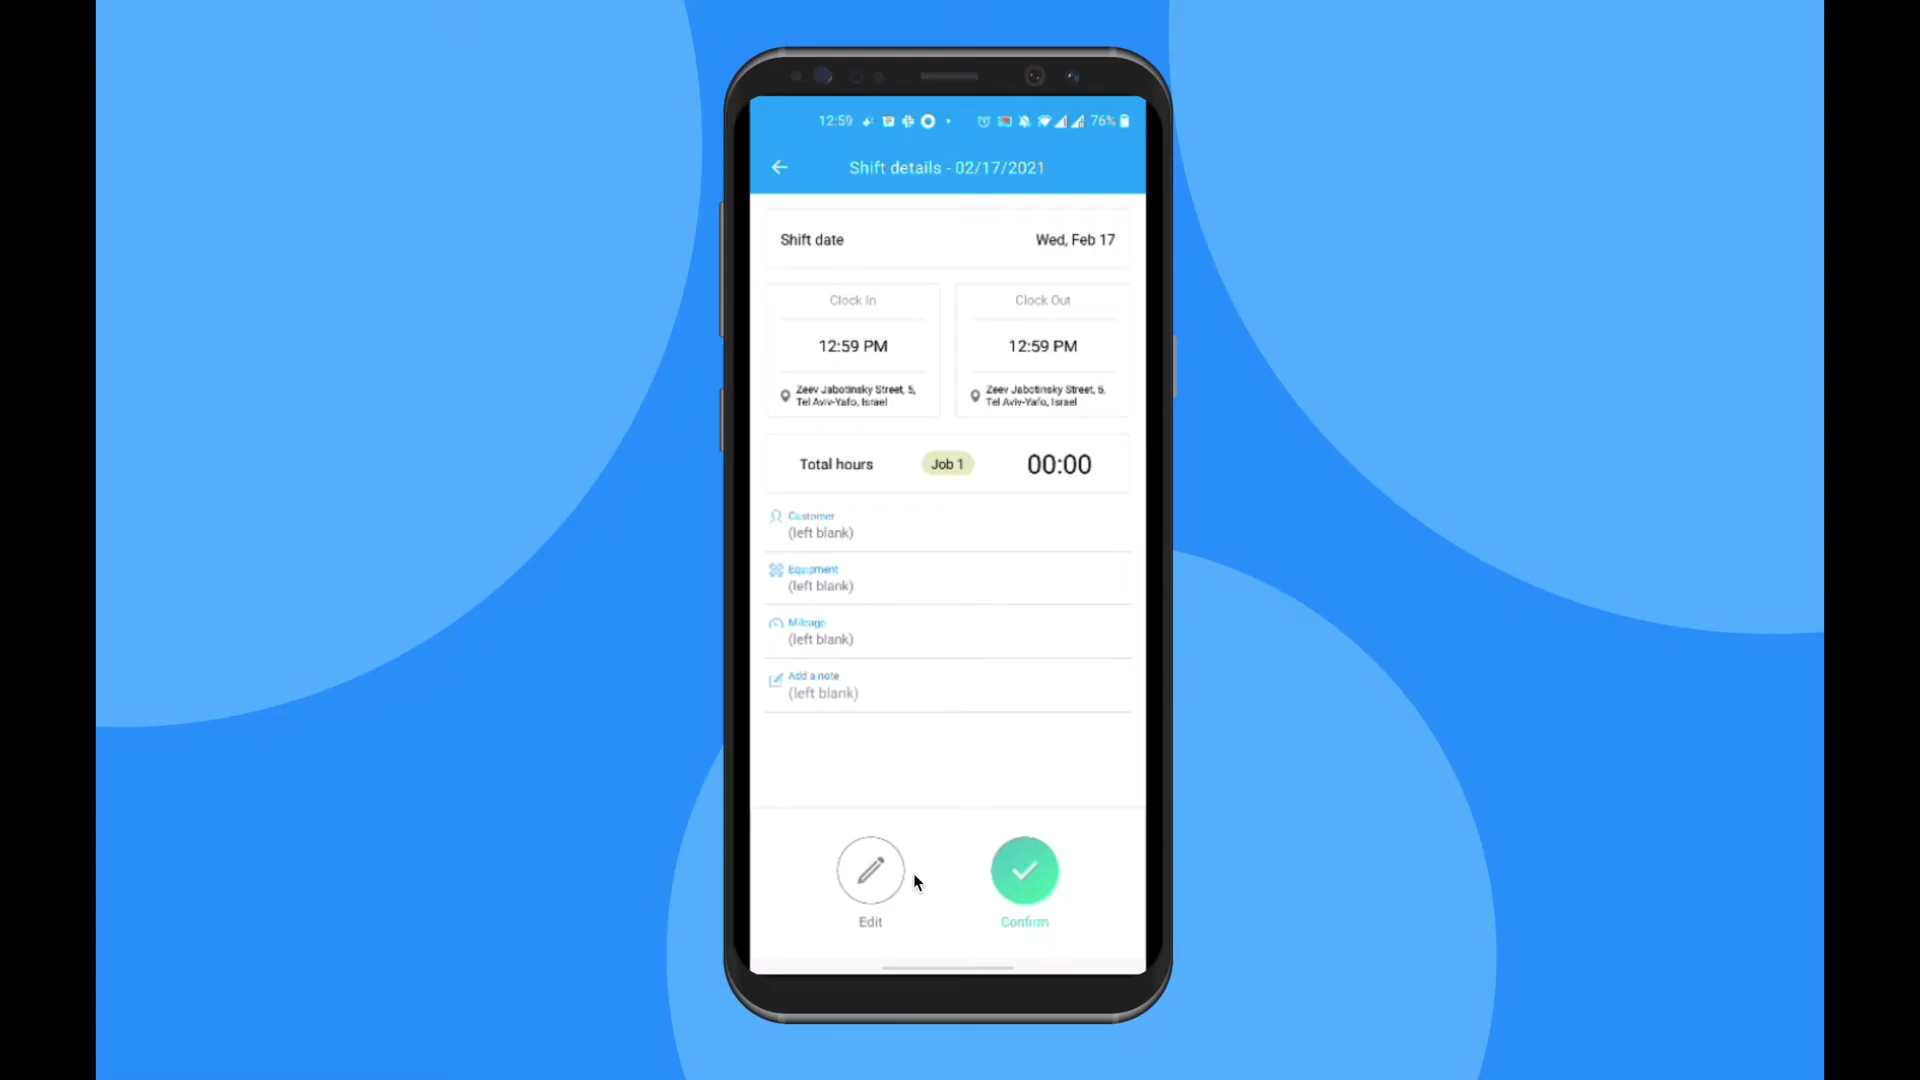 12:59
76%
Shift details - 02/17/2021
Shift date
Wed, Feb 17
Clock In
Clock Out
12:59 PM
12:59 PM
Zeev Jabotinsky Street, 5,
Tel Aviv-Yafo, Israel
Zeev Jabotinsky Street, 5,
Tel Aviv-Yafo, Israel
Total hours
Job 1
00:00
Customer
(left blank)
Equipment
(left blank)
Mileage
(left blank)
Add a note
(left blank)
Edit
Confirm